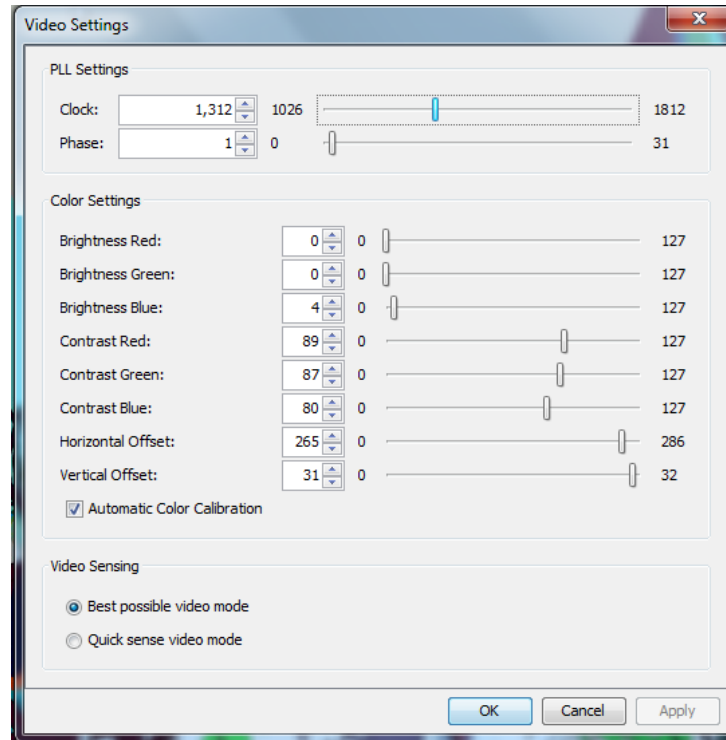 Video Settings
PLL Settings
Clock: 1,312 1026 1812
Phase: 1 0 31
Color Settings
Brightness Red: 0 0 127
Brightness Green: 0 0 127
Brightness Blue: 4 0 127
Contrast Red: 89 0 127
Contrast Green: 87 0 127
Contrast Blue: 80 0 127
Horizontal Offset: 265 0 286
Vertical Offset: 31 0 32
Automatic Color Calibration
Video Sensing
Best possible video mode
Quick sense video mode
OK Cancel Apply